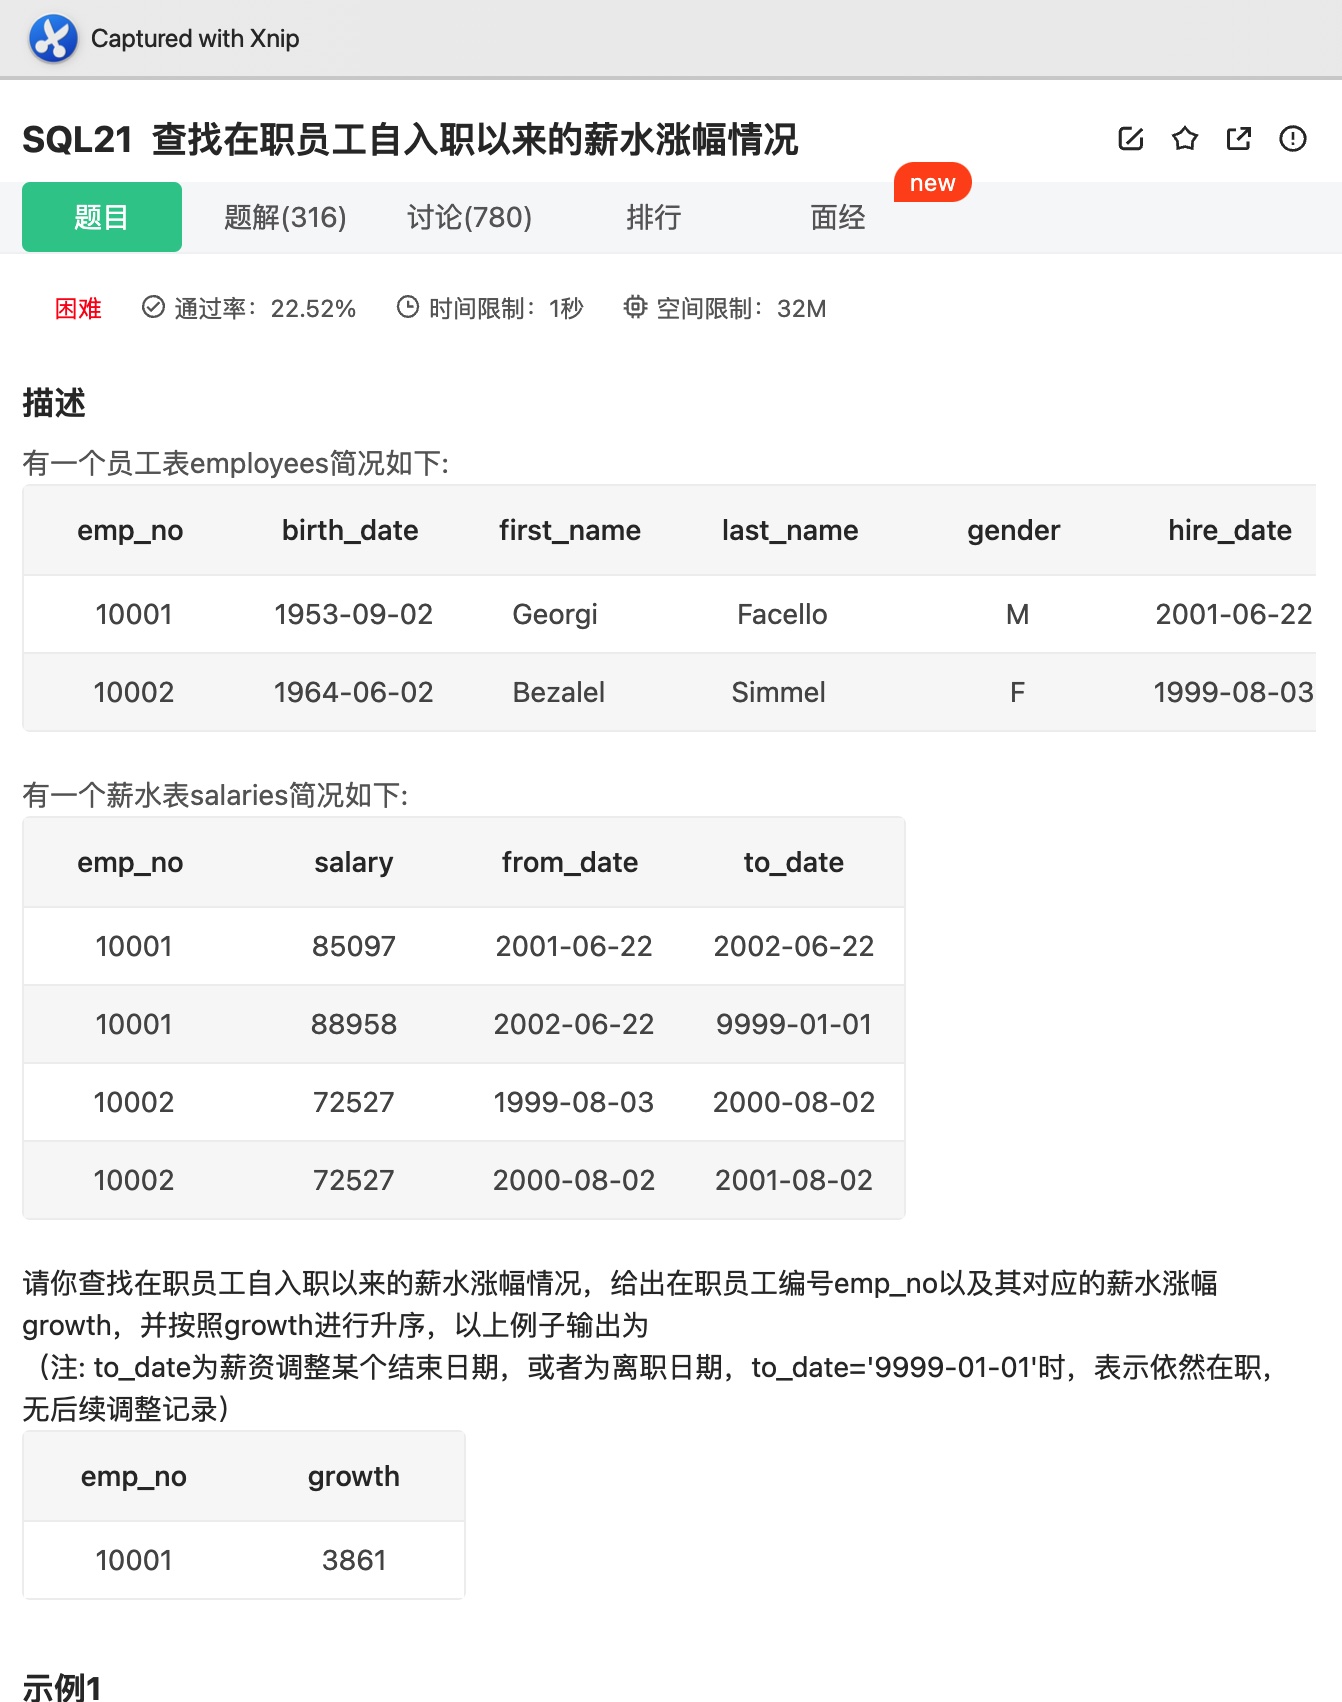 Captured with Xnip
SQL21 查找在职员工自入职以来的薪水涨幅情况
new
题目 题解(316) 讨论(780) 排行 面经
困难 通过率：22.52% 时间限制：1秒 空间限制：32M
描述
有一个员工表employees简况如下:
emp_no birth_date first_name last_name gender hire_date
10001 1953-09-02 Georgi Facello M 2001-06-22
10002 1964-06-02 Bezalel Simmel F 1999-08-03
有一个薪水表salaries简况如下:
emp_no salary from_date to_date
10001 85097 2001-06-22 2002-06-22
10001 88958 2002-06-22 9999-01-01
10002 72527 1999-08-03 2000-08-02
10002 72527 2000-08-02 2001-08-02
请你查找在职员工自入职以来的薪水涨幅情况，给出在职员工编号emp_no以及其对应的薪水涨幅
growth，并按照growth进行升序，以上例子输出为
（注: to_date为薪资调整某个结束日期，或者为离职日期，to_date='9999-01-01'时，表示依然在职，
无后续调整记录）
emp_no growth
10001 3861
示例1